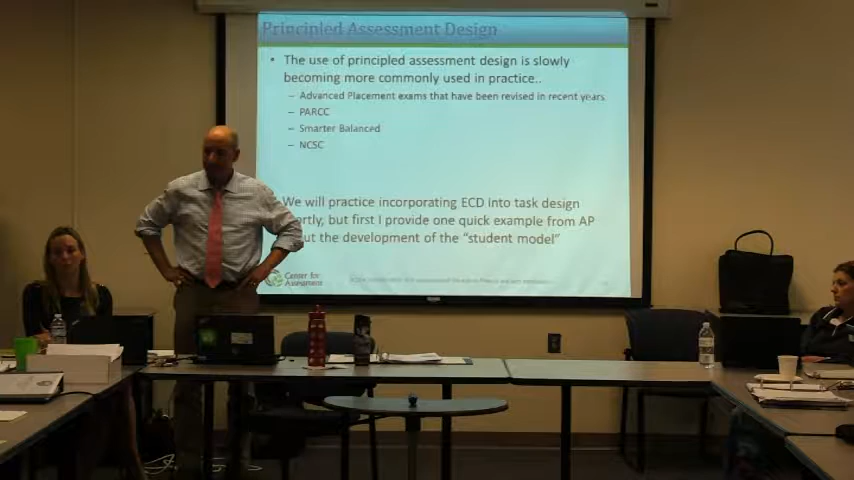 Principled Assessment Design
• The use of principled assessment design is slowly
becoming more commonly used in practice..
– Advanced Placement exams that have been revised in recent years
– PARCC
– Smarter Balanced
– NCSC
We will practice incorporating ECD into task design
but first I provide one quick example from AP
the development of the “student model”
Center for
Assessment